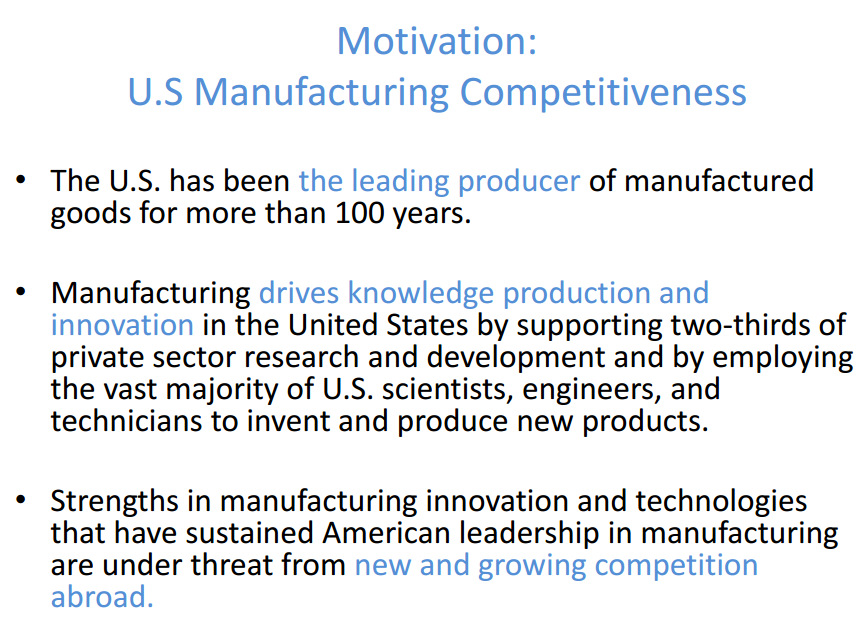 Motivation:
U.S Manufacturing Competitiveness
• The U.S. has been the leading producer of manufactured
goods for more than 100 years.
• Manufacturing drives knowledge production and
innovation in the United States by supporting two-thirds of
private sector research and development and by employing
the vast majority of U.S. scientists, engineers, and
technicians to invent and produce new products.
• Strengths in manufacturing innovation and technologies
that have sustained American leadership in manufacturing
are under threat from new and growing competition
abroad.